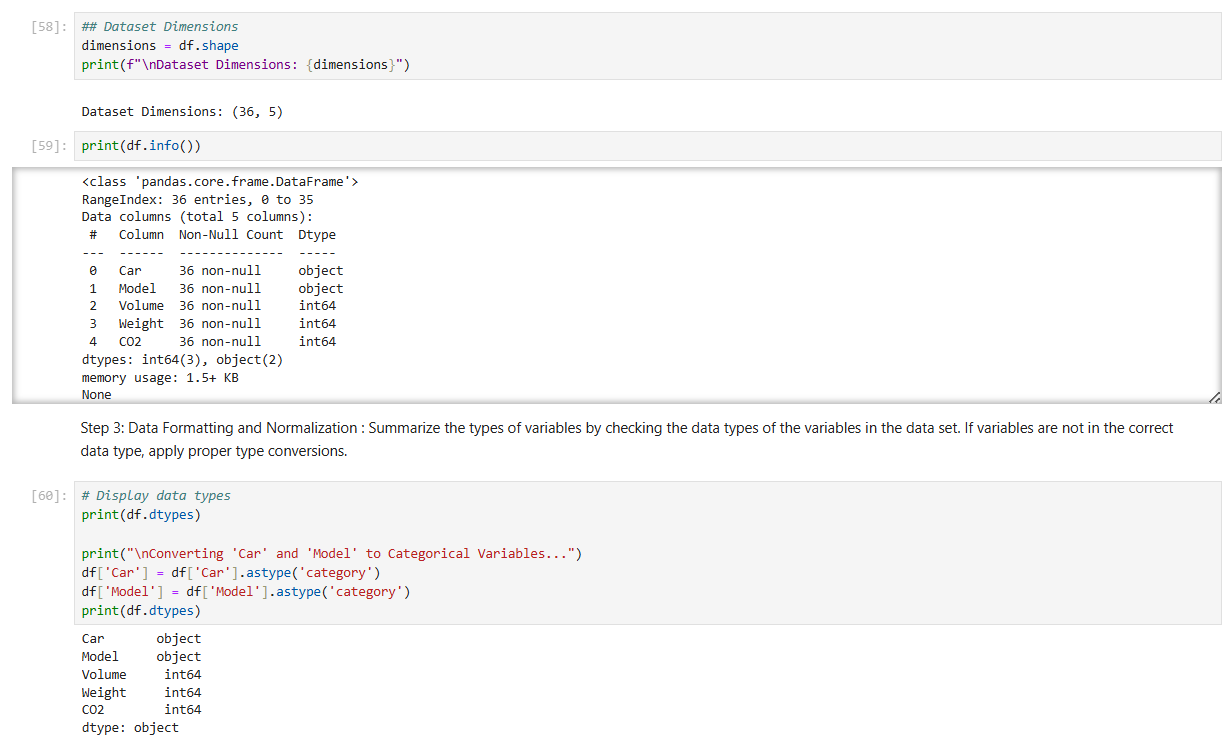 [58]: ## Dataset Dimensions
dimensions = df.shape
print(f"\nDataset Dimensions: {dimensions}")
Dataset Dimensions: (36, 5)
[59]: print(df.info())
<class 'pandas.core.frame.DataFrame'>
RangeIndex: 36 entries, 0 to 35
Data columns (total 5 columns):
 #   Column  Non-Null Count  Dtype
---  ------  --------------  -----
 0   Car     36 non-null     object
 1   Model   36 non-null     object
 2   Volume  36 non-null     int64
 3   Weight  36 non-null     int64
 4   CO2     36 non-null     int64
dtypes: int64(3), object(2)
memory usage: 1.5+ KB
None
Step 3: Data Formatting and Normalization : Summarize the types of variables by checking the data types of the variables in the data set. If variables are not in the correct
data type, apply proper type conversions.
[60]: # Display data types
print(df.dtypes)
print("\nConverting 'Car' and 'Model' to Categorical Variables...")
df['Car'] = df['Car'].astype('category')
df['Model'] = df['Model'].astype('category')
print(df.dtypes)
Car       object
Model     object
Volume     int64
Weight     int64
CO2        int64
dtype: object